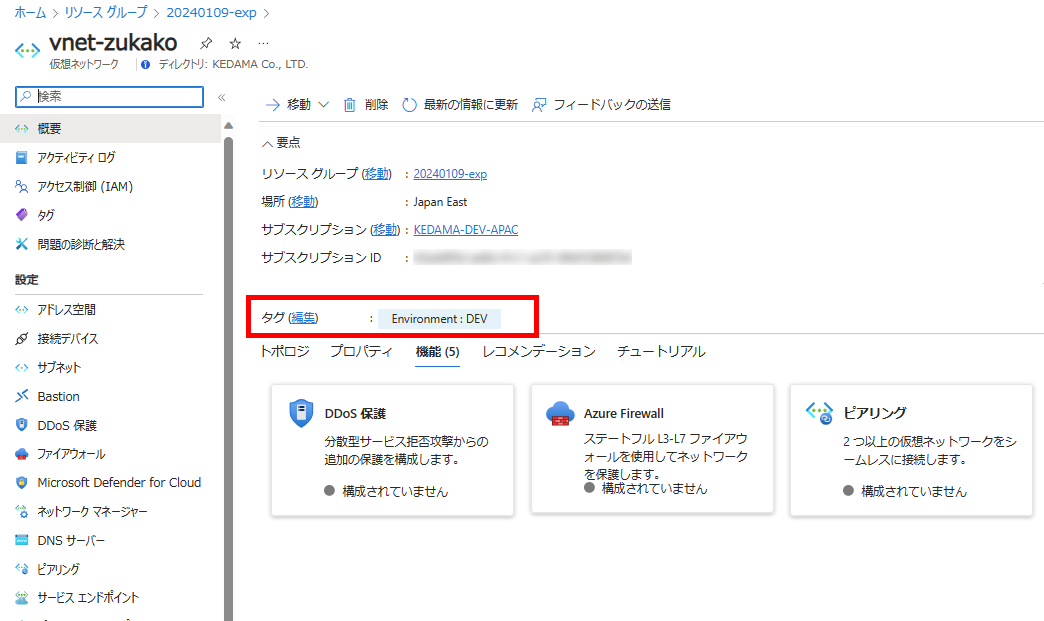 ホーム > リソース グループ > 20240109-exp >
vnet-zukako
仮想ネットワーク
ディレクトリ: KEDAMA Co., LTD.
検索
概要
アクティビティ ログ
アクセス制御 (IAM)
タグ
問題の診断と解決
設定
アドレス空間
接続デバイス
サブネット
Bastion
DDoS 保護
ファイアウォール
Microsoft Defender for Cloud
ネットワーク マネージャー
DNS サーバー
ピアリング
サービス エンドポイント
移動
削除
最新の情報に更新
フィードバックの送信
要点
リソース グループ (移動) : 20240109-exp
場所 (移動) : Japan East
サブスクリプション (移動) : KEDAMA-DEV-APAC
サブスクリプション ID :
タグ (編集) : Environment : DEV
トポロジ
プロパティ
機能 (5)
レコメンデーション
チュートリアル
DDoS 保護
分散型サービス拒否攻撃からの
追加の保護を構成します。
構成されていません
Azure Firewall
ステートフル L3-L7 ファイアウ
ォールを使用してネットワーク
を保護します。
構成されていません
ピアリング
2 つ以上の仮想ネットワークをシ
ームレスに接続します。
構成されていません